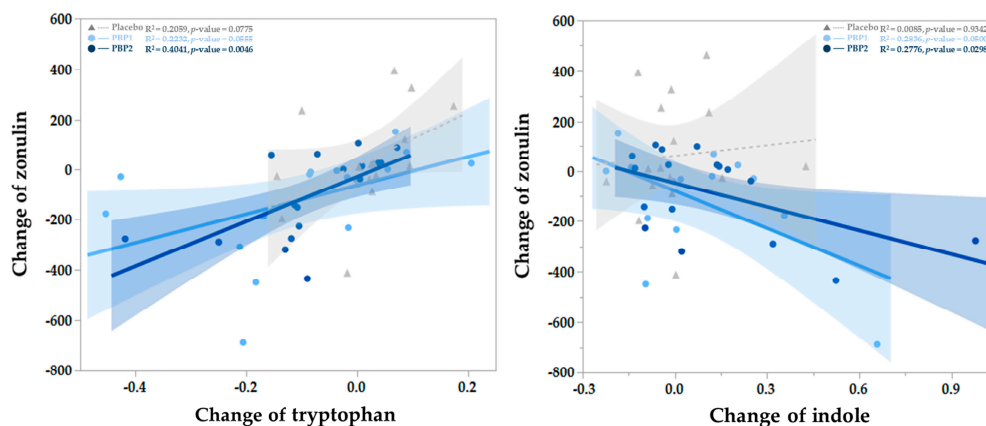 Placebo R² = 0.2059, p-value = 0.0775
PBP1 R² = 0.2232, p-value = 0.0555
PBP2 R² = 0.4041, p-value = 0.0046
Change of zonulin
600
400
200
0
-200
-400
-600
-800
-0.4
-0.2
0.0
0.2
Change of tryptophan
Placebo R² = 0.0085, p-value = 0.9342
PBP1 R² = 0.2836, p-value = 0.0500
PBP2 R² = 0.2776, p-value = 0.0298
Change of zonulin
600
400
200
0
-200
-400
-600
-800
-0.3
0.0
0.3
0.6
0.9
Change of indole